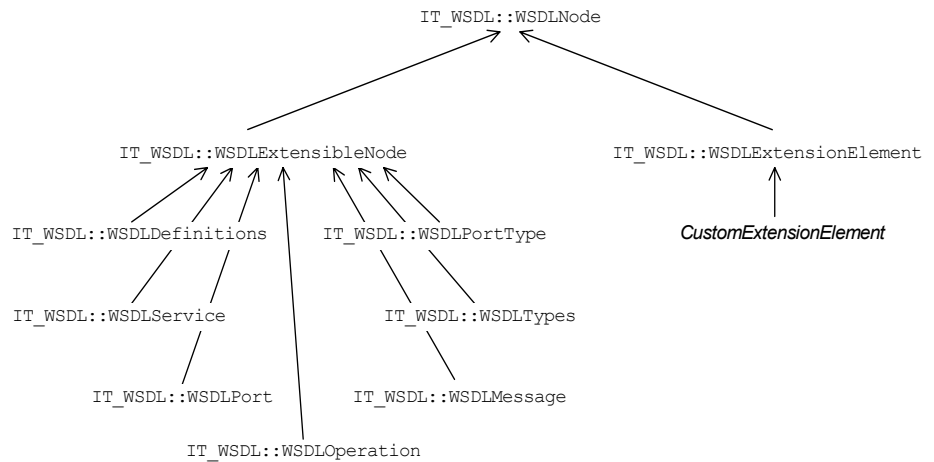 IT_WSDL::WSDLNode
IT_WSDL::WSDLExtensibleNode
IT_WSDL::WSDLExtensionElement
IT_WSDL::WSDLDefinitions
IT_WSDL::WSDLPortType
CustomExtensionElement
IT_WSDL::WSDLService
IT_WSDL::WSDLTypes
IT_WSDL::WSDLPort
IT_WSDL::WSDLMessage
IT_WSDL::WSDLOperation